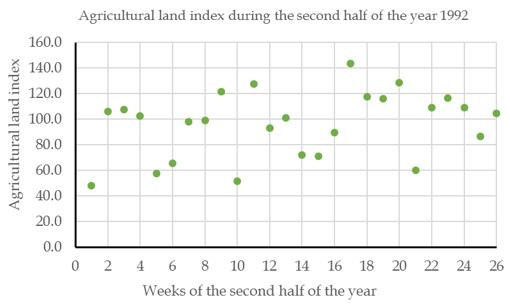 Agricultural land index during the second half of the year 1992
160.0
140.0
120.0
100.0
80.0
60.0
40.0
20.0
0.0
Agricultural land index
0 2 4 6 8 10 12 14 16 18 20 22 24 26
Weeks of the second half of the year